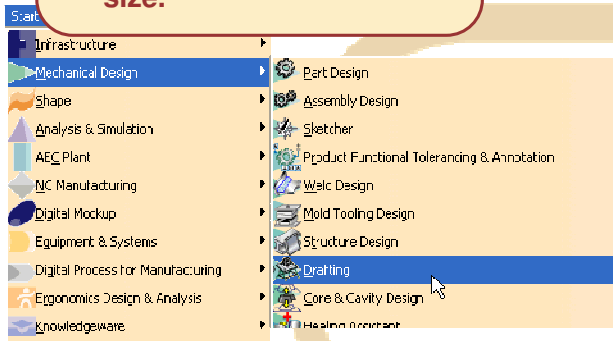 size.
Start
Infrastructure
Mechanical Design
Shape
Analysis & Simulation
AEC Plant
NC Manufacturing
Digital Mockup
Equipment & Systems
Digital Process for Manufacturing
Ergonomics Design & Analysis
Knowledgeware
Part Design
Assembly Design
Sketcher
Product Functional Tolerancing & Annotation
Weld Design
Mold Tooling Design
Structure Design
Drafting
Core & Cavity Design
Healing Assistant